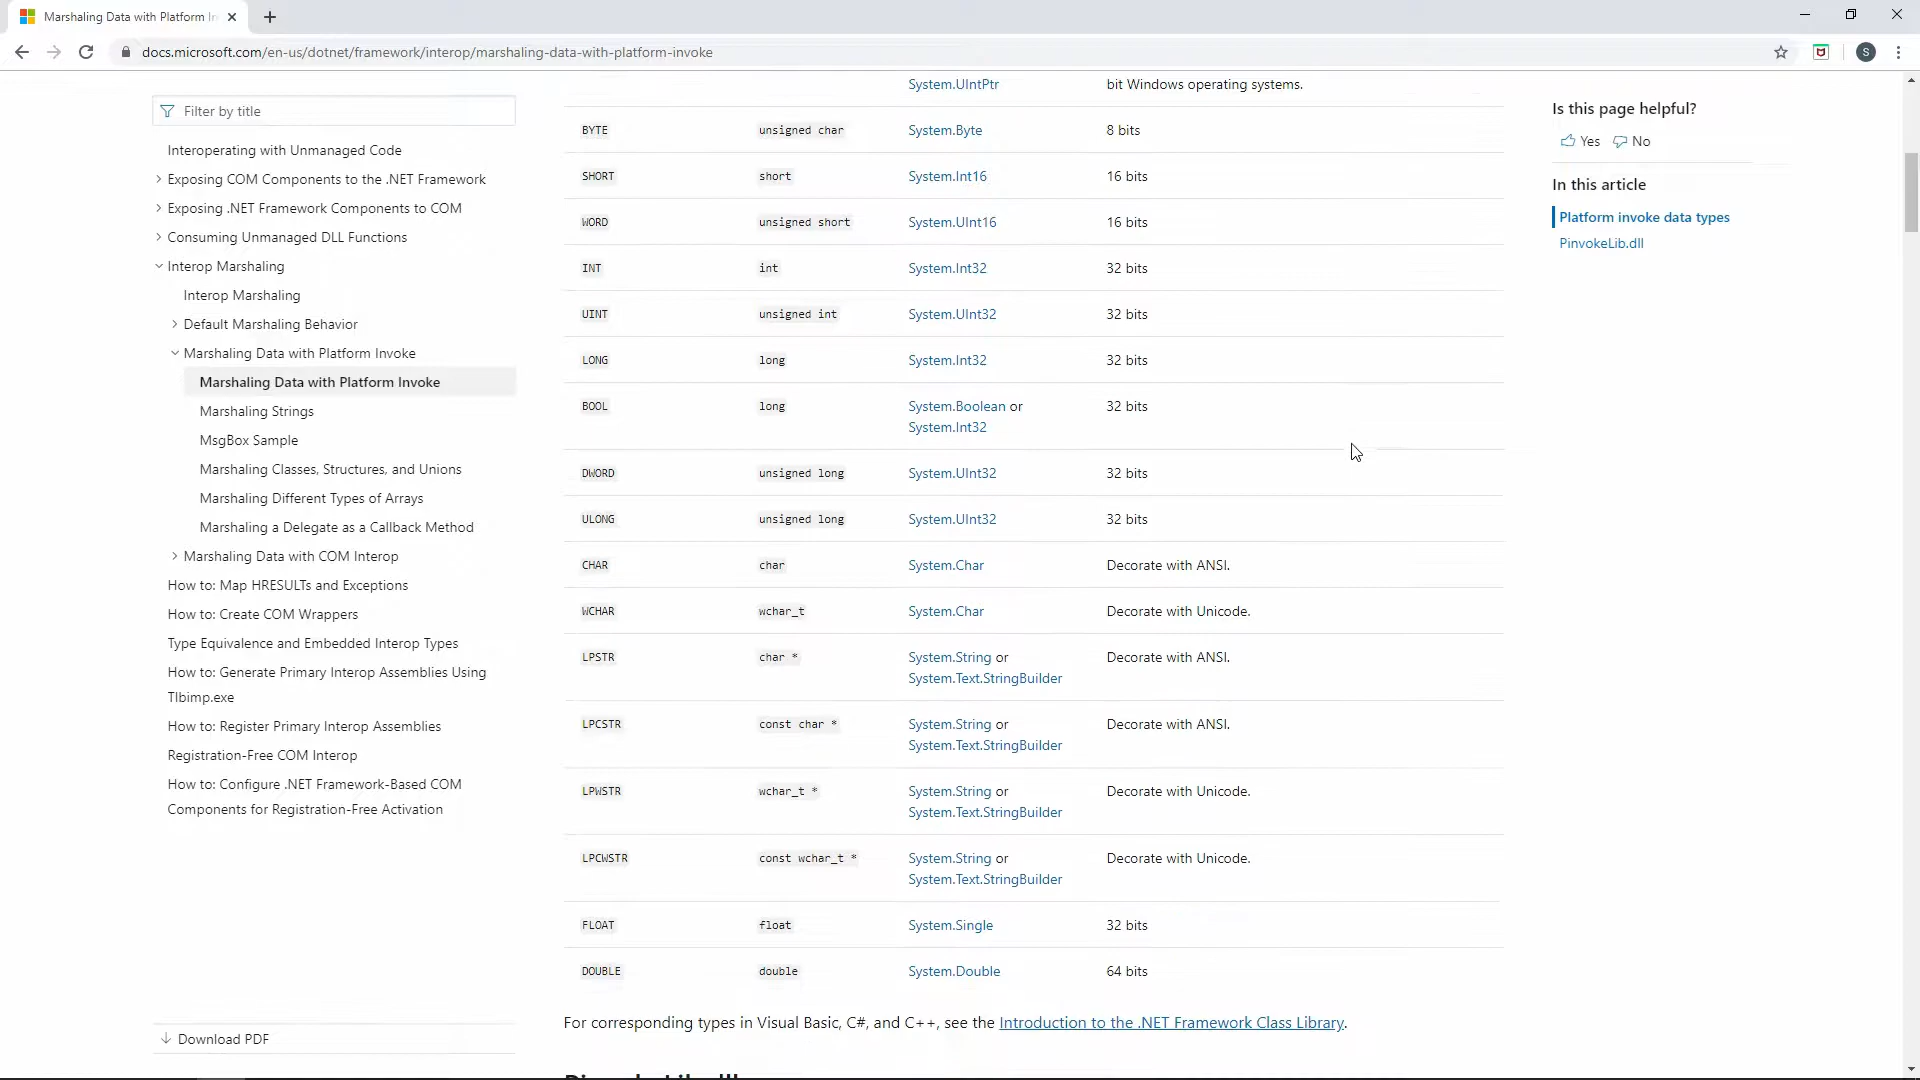 Marshaling Data with Platform In
docs.microsoft.com/en-us/dotnet/framework/interop/marshaling-data-with-platform-invoke
S
Filter by title
Interoperating with Unmanaged Code
Exposing COM Components to the .NET Framework
Exposing .NET Framework Components to COM
Consuming Unmanaged DLL Functions
Interop Marshaling
Interop Marshaling
Default Marshaling Behavior
Marshaling Data with Platform Invoke
Marshaling Data with Platform Invoke
Marshaling Strings
MsgBox Sample
Marshaling Classes, Structures, and Unions
Marshaling Different Types of Arrays
Marshaling a Delegate as a Callback Method
Marshaling Data with COM Interop
How to: Map HRESULTs and Exceptions
How to: Create COM Wrappers
Type Equivalence and Embedded Interop Types
How to: Generate Primary Interop Assemblies Using
Tlbimp.exe
How to: Register Primary Interop Assemblies
Registration-Free COM Interop
How to: Configure .NET Framework-Based COM
Components for Registration-Free Activation
Download PDF
System.UIntPtr bit Windows operating systems.
BYTE unsigned char System.Byte 8 bits
SHORT short System.Int16 16 bits
WORD unsigned short System.UInt16 16 bits
INT int System.Int32 32 bits
UINT unsigned int System.UInt32 32 bits
LONG long System.Int32 32 bits
BOOL long System.Boolean or 32 bits
System.Int32
DWORD unsigned long System.UInt32 32 bits
ULONG unsigned long System.UInt32 32 bits
CHAR char System.Char Decorate with ANSI.
WCHAR wchar_t System.Char Decorate with Unicode.
LPSTR char * System.String or Decorate with ANSI.
System.Text.StringBuilder
LPCSTR const char * System.String or Decorate with ANSI.
System.Text.StringBuilder
LPWSTR wchar_t * System.String or Decorate with Unicode.
System.Text.StringBuilder
LPCWSTR const wchar_t * System.String or Decorate with Unicode.
System.Text.StringBuilder
FLOAT float System.Single 32 bits
DOUBLE double System.Double 64 bits
For corresponding types in Visual Basic, C#, and C++, see the Introduction to the .NET Framework Class Library.
Is this page helpful?
Yes No
In this article
Platform invoke data types
PinvokeLib.dll